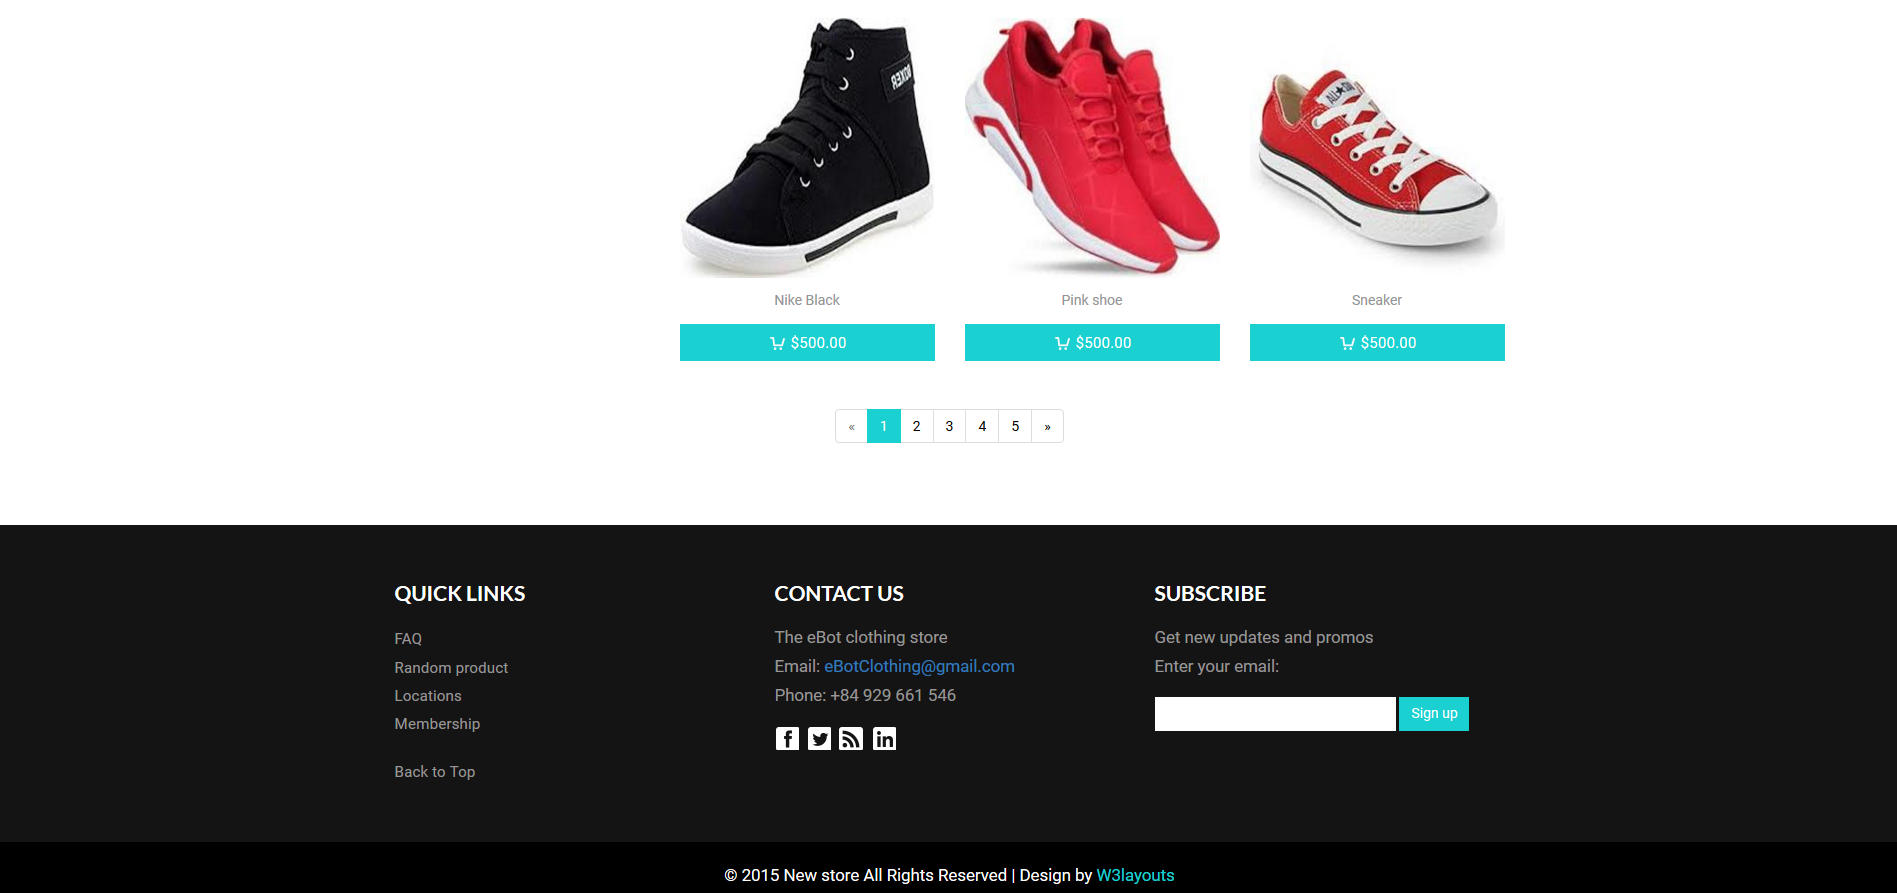 BOXER
ALL STAR
Nike Black
Pink shoe
Sneaker
$500.00
$500.00
$500.00
« 1 2 3 4 5 »
QUICK LINKS
FAQ
Random product
Locations
Membership
Back to Top
CONTACT US
The eBot clothing store
Email: eBotClothing@gmail.com
Phone: +84 929 661 546
SUBSCRIBE
Get new updates and promos
Enter your email:
Sign up
© 2015 New store All Rights Reserved | Design by W3layouts